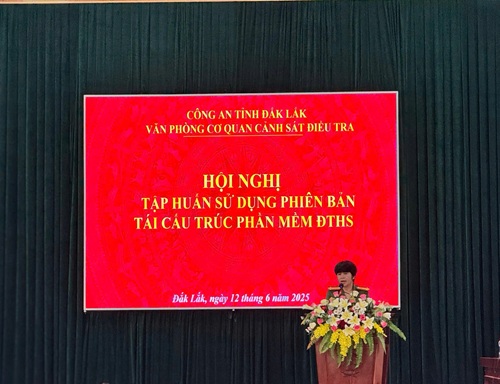 CÔNG AN TỈNH ĐẮK LẮK
VĂN PHÒNG CƠ QUAN CẢNH SÁT ĐIỀU TRA
HỘI NGHỊ
TẬP HUẤN SỬ DỤNG PHIÊN BẢN
TÁI CẤU TRÚC PHẦN MỀM ĐTHS
Đắk Lắk, ngày 12 tháng 6 năm 2025